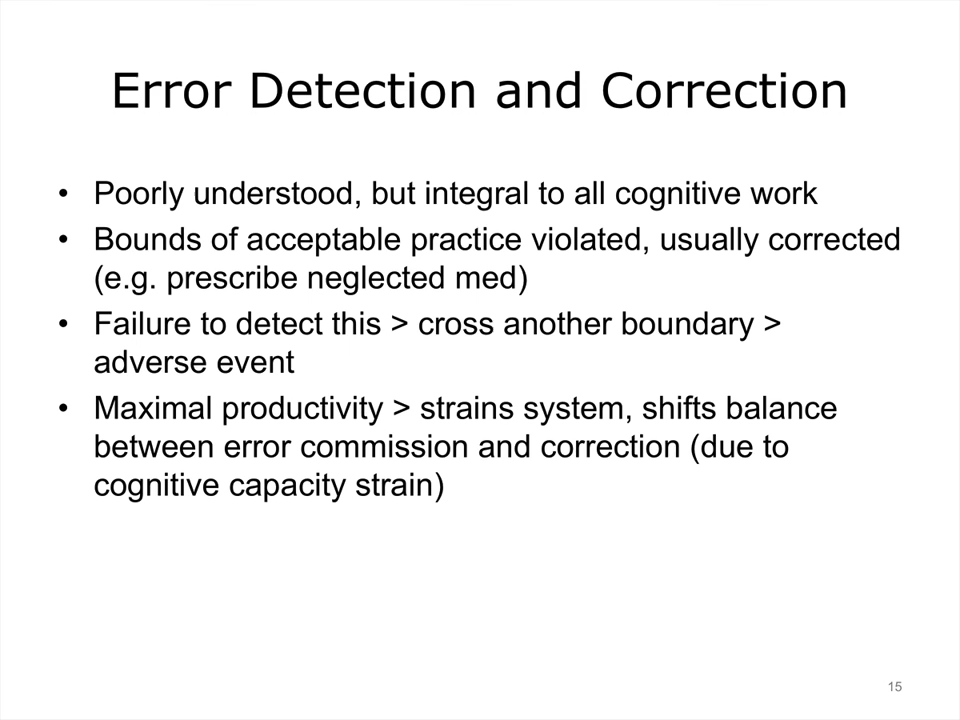 Error Detection and Correction
• Poorly understood, but integral to all cognitive work
• Bounds of acceptable practice violated, usually corrected
(e.g. prescribe neglected med)
• Failure to detect this > cross another boundary >
adverse event
• Maximal productivity > strains system, shifts balance
between error commission and correction (due to
cognitive capacity strain)
15